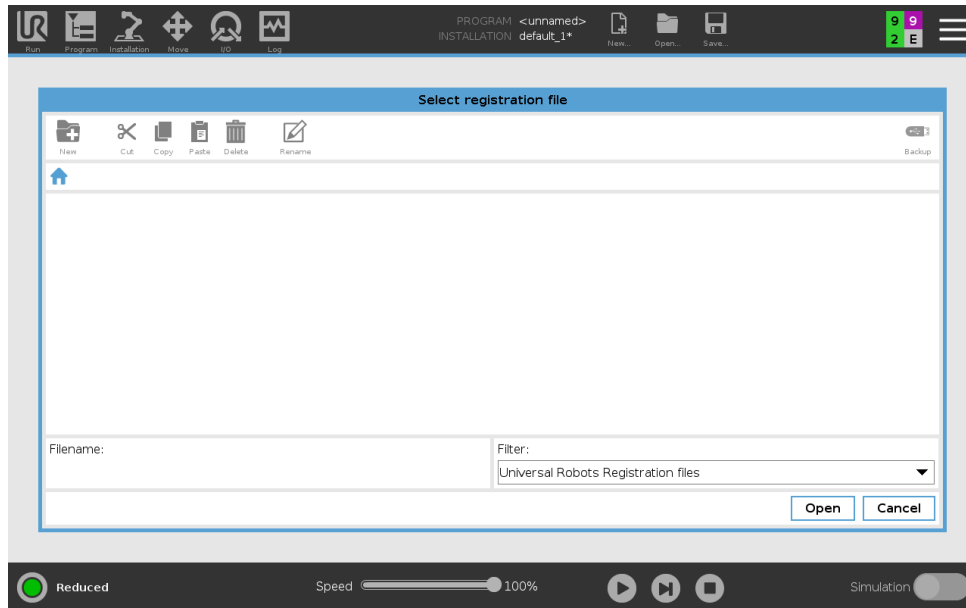 PROGRAM <unnamed>
INSTALLATION default_1*
Run Program Installation Move I/O Log New... Open... Save...
9 9
2 E
Select registration file
New Cut Copy Paste Delete Rename Backup
Filename:
Filter:
Universal Robots Registration files
Open Cancel
Reduced Speed 100% Simulation